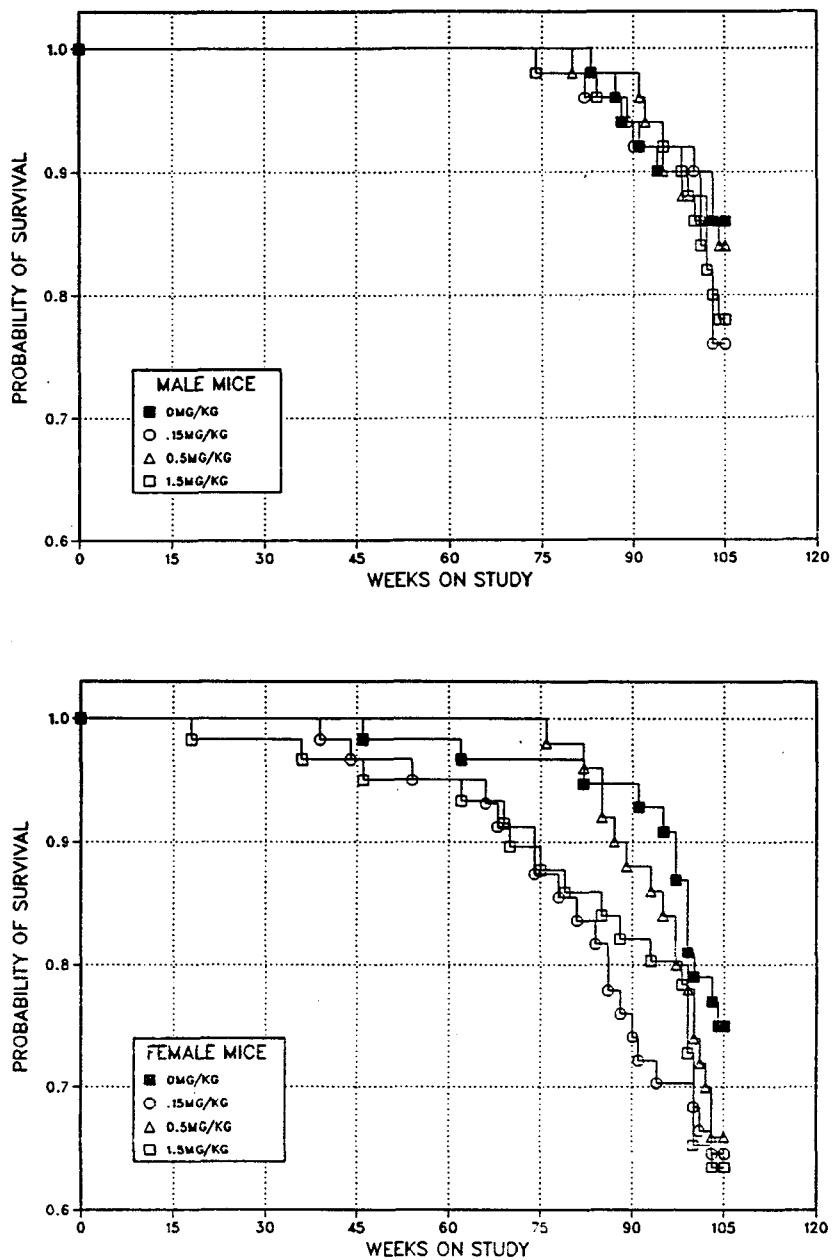 1.0
0.9
0.8
0.7
0.6
PROBABILITY OF SURVIVAL
MALE MICE
0MG/KG
.15MG/KG
0.5MG/KG
1.5MG/KG
0 15 30 45 60 75 90 105 120
WEEKS ON STUDY
1.0
0.9
0.8
0.7
0.6
PROBABILITY OF SURVIVAL
FEMALE MICE
0MG/KG
.15MG/KG
0.5MG/KG
1.5MG/KG
0 15 30 45 60 75 90 105 120
WEEKS ON STUDY